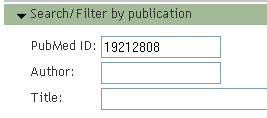 Search/Filter by publication
PubMed ID: 19212808
Author:
Title: